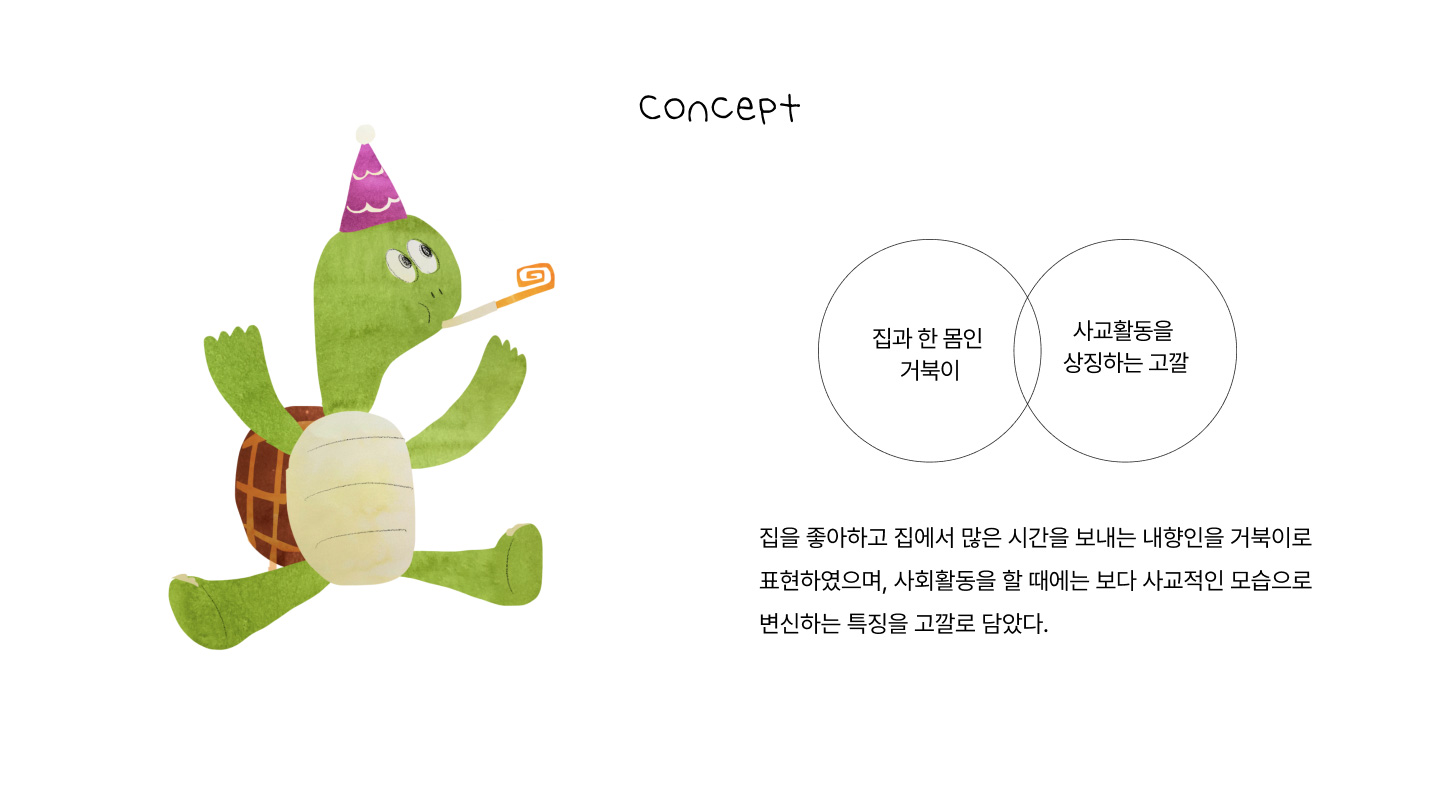 concept
집과 한 몸인
거북이
사교활동을
상징하는 고깔
집을 좋아하고 집에서 많은 시간을 보내는 내향인을 거북이로
표현하였으며, 사회활동을 할 때에는 보다 사교적인 모습으로
변신하는 특징을 고깔로 담았다.